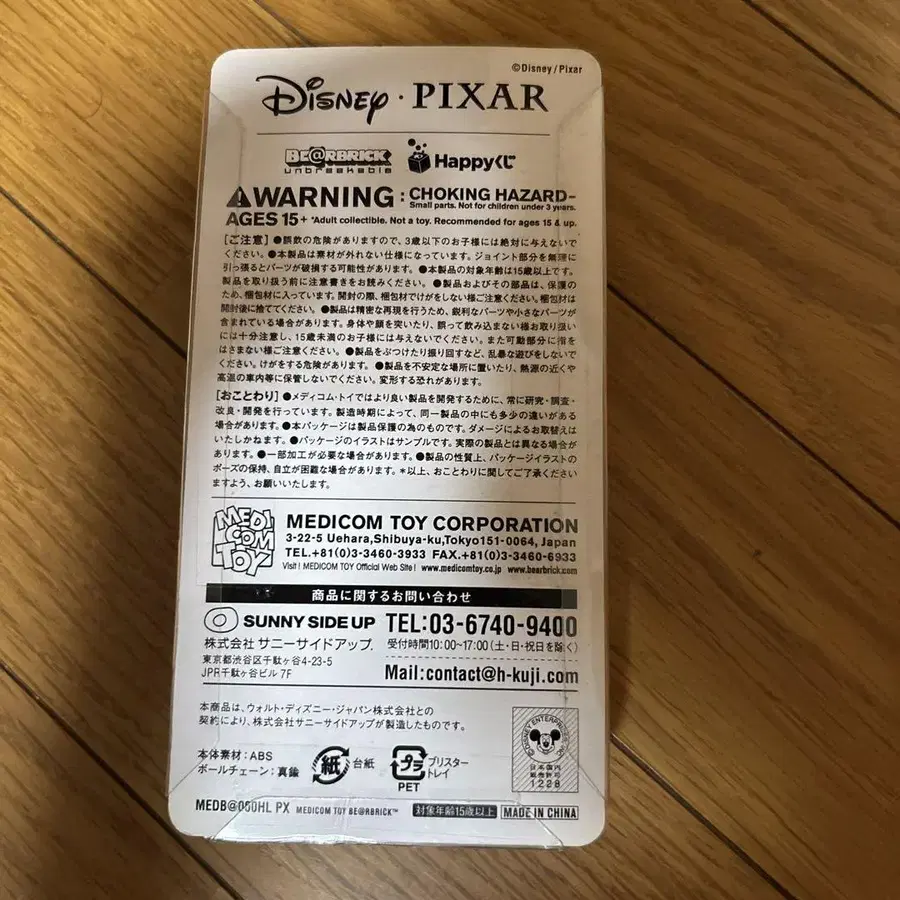 ©Disney/Pixar
Disney · PIXAR
BE@RBRICK
unbreakable
Happyくじ
WARNING : CHOKING HAZARD-
Small parts. Not for children under 3 years.
AGES 15+ *Adult collectible. Not a toy. Recommended for ages 15 & up.
[ご注意] ●誤飲の危険がありますので、3歳以下のお子様には絶対に与えないで
ください。●本製品は素材が外れない仕様になっています。ジョイント部分を無理に
引っ張るとパーツが破損する可能性があります。●本製品の対象年齢は15歳以上です。
製品を取り扱う前に注意書きをお読みください。●製品およびその部品は、保護の
ため、梱包材に入っています。開封の際、梱包材でけがをしない様ご注意ください。梱包材は
開封後に捨ててください。●製品は精密な再現を行うため、鋭利なパーツや小さなパーツが
含まれている場合があります。身体や顔を突いたり、誤って飲み込まない様お取り扱い
には十分注意し、15歳未満のお子様には与えないでください。また可動部分に指を
はさまない様ご注意ください。●製品をぶつけたり振り回すなど、乱暴な遊びをしないで
ください。けがをする危険があります。●製品を不安定な場所に置いたり、熱源の近くや
高温の車内等に保管しないでください。変形する恐れがあります。
[おことわり] ●メディコム・トイではより良い製品を開発するために、常に研究・調査・
改良・開発を行っています。製造時期によって、同一製品の中にも多少の違いがある
場合があります。●本パッケージは製品保護の為のものです。ダメージによるお取替えは
いたしかねます。●パッケージのイラストはサンプルです。実際の製品とは異なる場合が
あります。●一部加工が必要な場合があります。●製品の性質上、パッケージイラストの
ポーズの保持、自立が困難な場合があります。*以上、おことわりに関してご了承ください
ますよう、お願いいたします。
MEDI
COM
TOY
MEDICOM TOY CORPORATION
3-22-5 Uehara,Shibuya-ku,Tokyo151-0064, Japan
TEL.+81(0)3-3460-3933 FAX.+81(0)3-3460-6933
Visit ! MEDICOM TOY Official Web Site ! www.medicomtoy.co.jp www.bearbrick.com
商品に関するお問い合わせ
SUNNY SIDE UP TEL:03-6740-9400
株式会社 サニーサイドアップ. 受付時間10:00~17:00(土・日・祝日を除く)
東京都渋谷区千駄ヶ谷4-23-5
JPR千駄ヶ谷ビル 7F
Mail:contact@h-kuji.com
本商品は、ウォルト・ディズニー・ジャパン株式会社との
契約により、株式会社サニーサイドアップが製造したものです。
©DISNEY ENTERPRISES, INC.
日本国内
販売許可
1228
本体素材:ABS
ボールチェーン:真鍮
紙 台紙
プラ ブリスター
トレイ
PET
MEDB@060HL PX MEDICOM TOY BE@RBRICK™ 対象年齢15歳以上 MADE IN CHINA